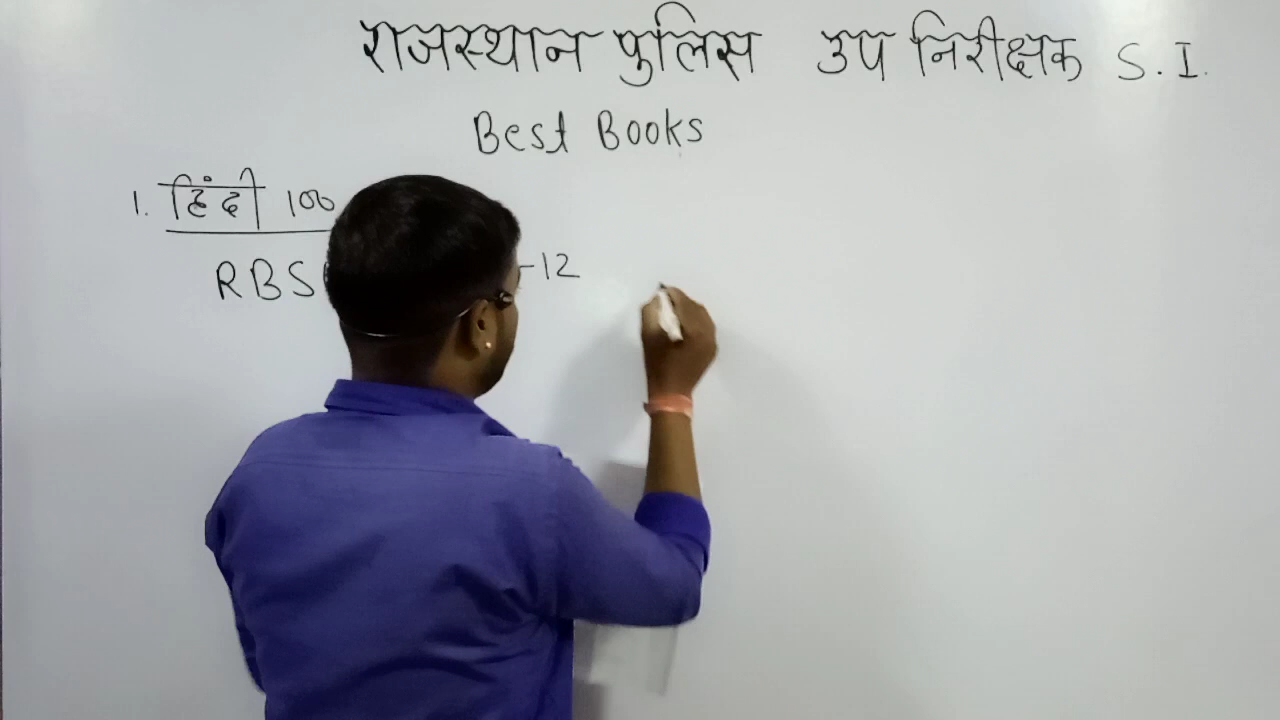 राजस्थान पुलिस उप निरीक्षक S. I.
Best Books
1. हिंदी 100
RBS -12